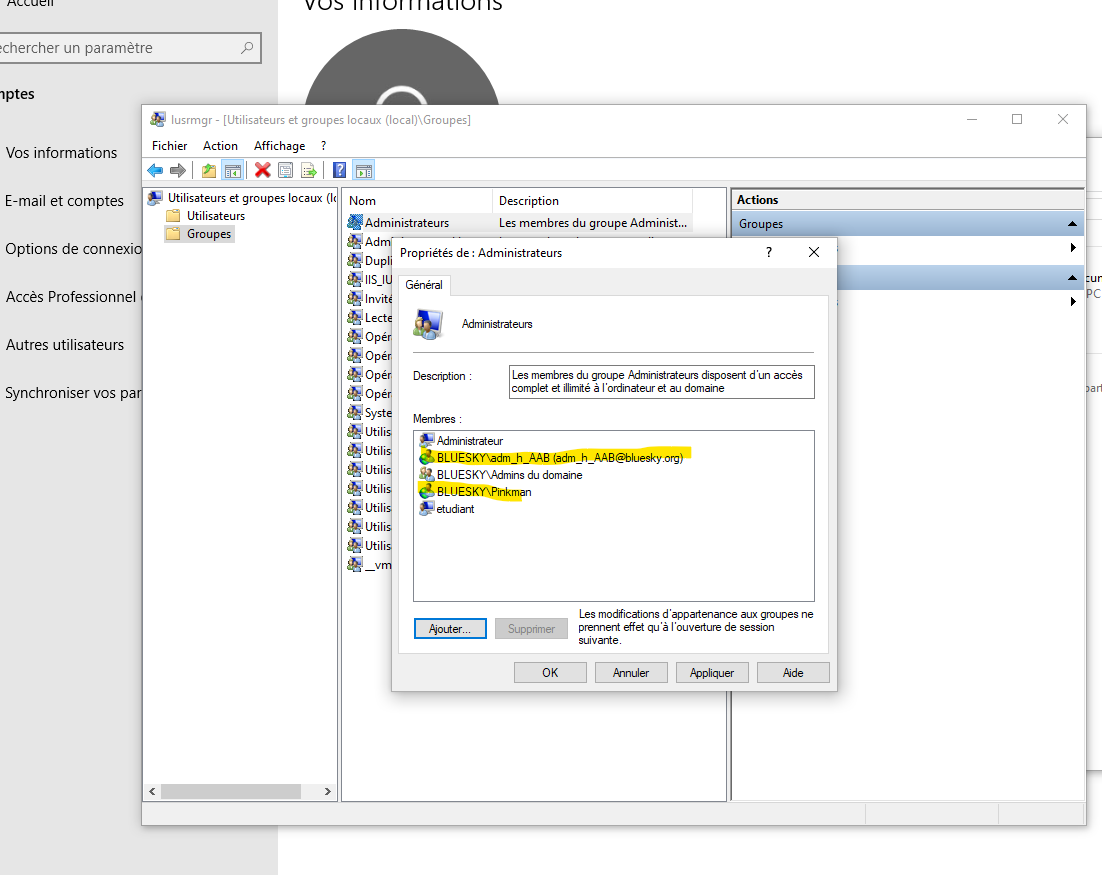 Accueil
Vos informations
echercher un paramètre
mptes
Vos informations
E-mail et comptes
Options de connexio
Accès Professionnel
Autres utilisateurs
Synchroniser vos par
lusrmgr - [Utilisateurs et groupes locaux (local)\Groupes]
Fichier Action Affichage ?
Utilisateurs et groupes locaux (lo
Utilisateurs
Groupes
Nom Description
Administrateurs Les membres du groupe Administ...
Adm
Dupli
IIS_IU
Invité
Lecte
Opér
Opér
Opér
Opér
Syste
Utilis
Utilis
Utilis
Utilis
Utilis
Utilis
Utilis
__vm
Actions
Groupes
Propriétés de : Administrateurs ?
Général
Administrateurs
Description :
Les membres du groupe Administrateurs disposent d'un accès
complet et illimité à l'ordinateur et au domaine
Membres :
Administrateur
BLUESKY\adm_h_AAB (adm_h_AAB@bluesky.org)
BLUESKY\Admins du domaine
BLUESKY\Pinkman
etudiant
Ajouter...
Supprimer
Les modifications d'appartenance aux groupes ne
prennent effet qu'à l'ouverture de session
suivante.
OK Annuler Appliquer Aide
cun
PC
part